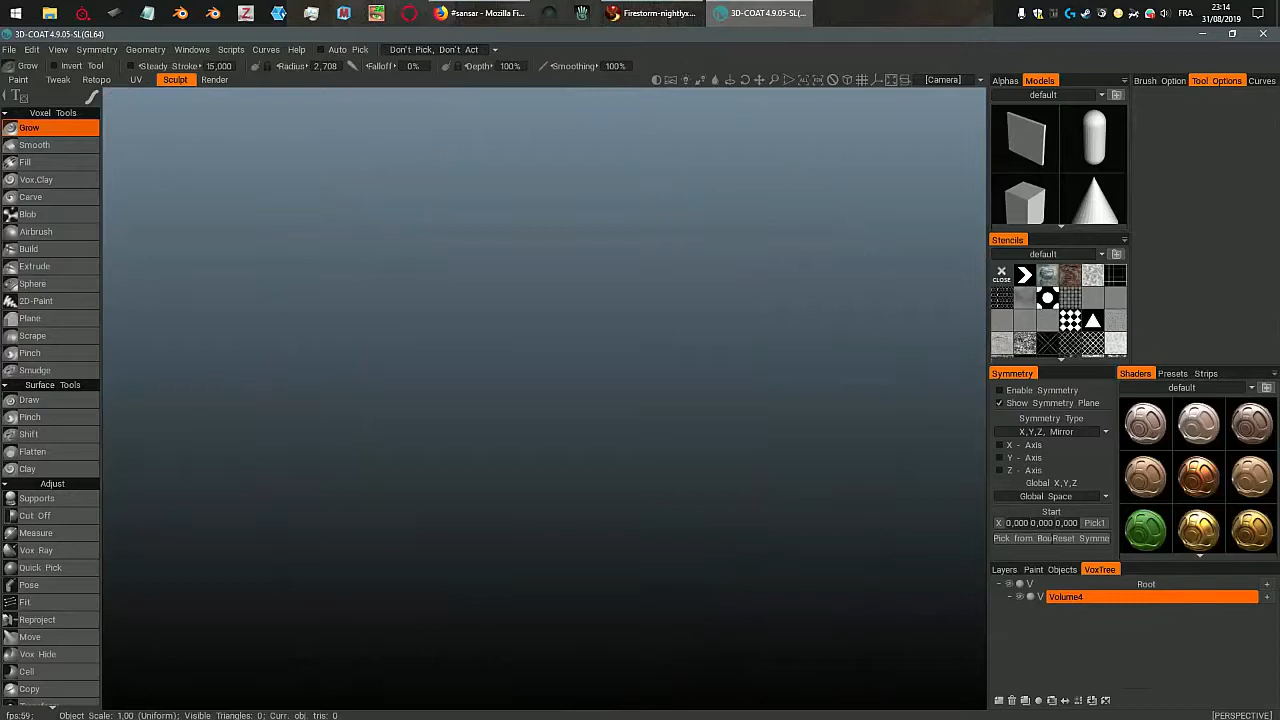 #sansar - Mozilla Fi...
Firestorm-nightlyx...
3D-COAT 4.9.05-SL(...
FRA
23:14
31/08/2019
3D-COAT 4.9.05-SL(GL64)
File Edit View Symmetry Geometry Windows Scripts Curves Help Auto Pick Don't Pick, Don't Act
Grow Invert Tool Steady Stroke 15,000 Radius 2,708 Falloff 0% Depth 100% Smoothing 100%
Paint Tweak Retopo UV Sculpt Render
[Camera]
Voxel Tools
Grow
Smooth
Fill
Vox.Clay
Carve
Blob
Airbrush
Build
Extrude
Sphere
2D-Paint
Plane
Scrape
Pinch
Smudge
Surface Tools
Draw
Pinch
Shift
Flatten
Clay
Adjust
Supports
Cut Off
Measure
Vox Ray
Quick Pick
Pose
Fit
Reproject
Move
Vox Hide
Cell
Copy
Alphas Models
default
Brush Option Tool Options Curves
Stencils
default
CLOSE
Symmetry
Enable Symmetry
Show Symmetry Plane
Symmetry Type
X,Y,Z, Mirror
X - Axis
Y - Axis
Z - Axis
Global X,Y,Z
Global Space
Start
X 0,000 0,000 0,000 Pick1
Pick from Bou Reset Symme
Shaders Presets Strips
default
Layers Paint Objects VoxTree
V Root +
V Volume4 +
fps:59; Object Scale: 1,00 (Uniform); Visible Triangles: 0; Curr. obj. tris: 0
[PERSPECTIVE]